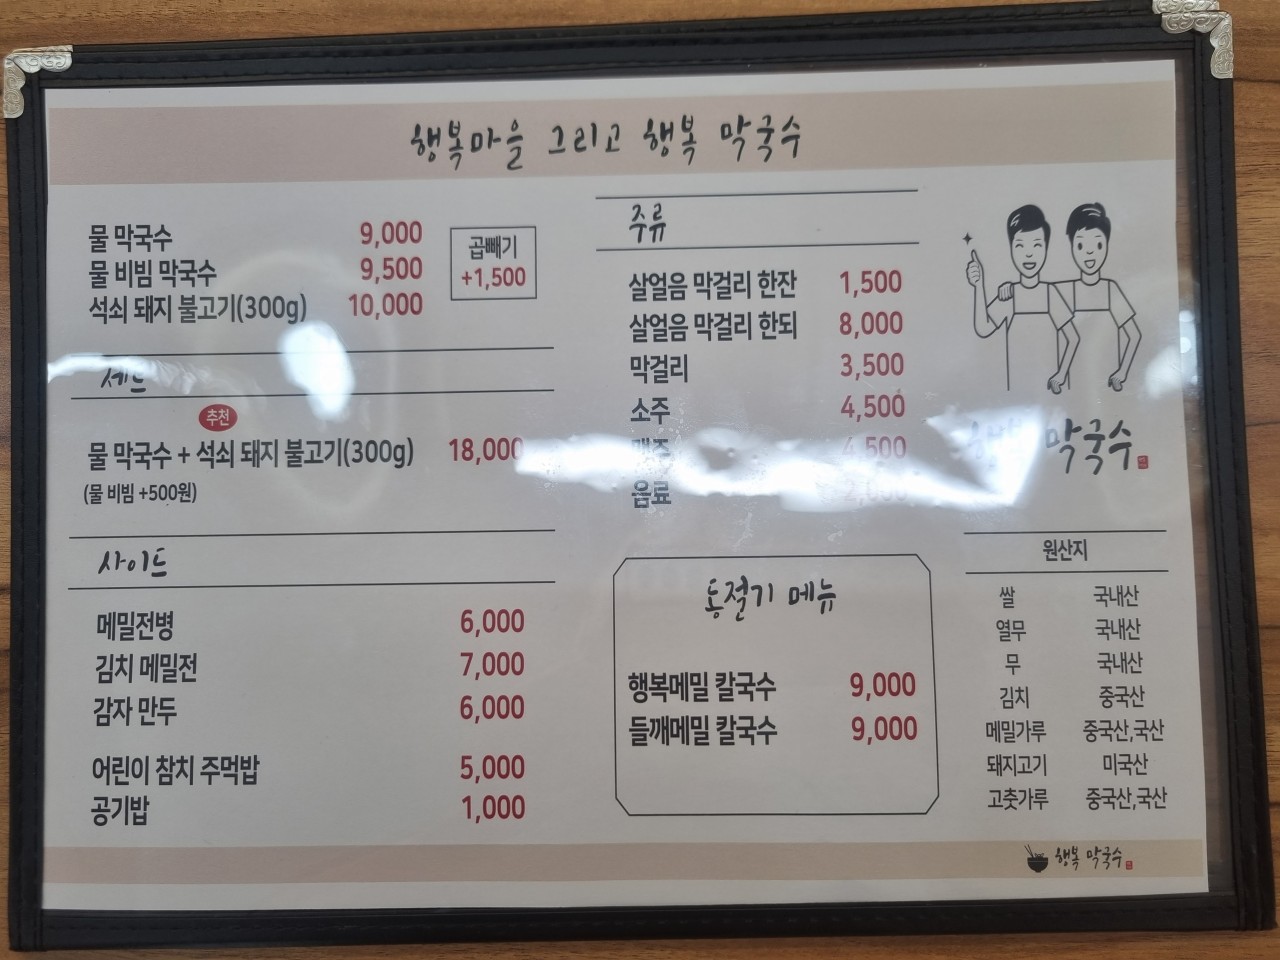 행복마을 그리고 행복 막국수
물 막국수 9,000
물 비빔 막국수 9,500
석쇠 돼지 불고기(300g) 10,000
곱빼기
+1,500
세트
추천
물 막국수 + 석쇠 돼지 불고기(300g) 18,000
(물 비빔 +500원)
사이드
메밀전병 6,000
김치 메밀전 7,000
감자 만두 6,000
어린이 참치 주먹밥 5,000
공기밥 1,000
주류
살얼음 막걸리 한잔 1,500
살얼음 막걸리 한되 8,000
막걸리 3,500
소주 4,500
맥주 4,500
음료
동절기 메뉴
행복메밀 칼국수 9,000
들깨메밀 칼국수 9,000
막국수
원산지
쌀 국내산
열무 국내산
무 국내산
김치 중국산
메밀가루 중국산,국산
돼지고기 미국산
고춧가루 중국산,국산
행복 막국수